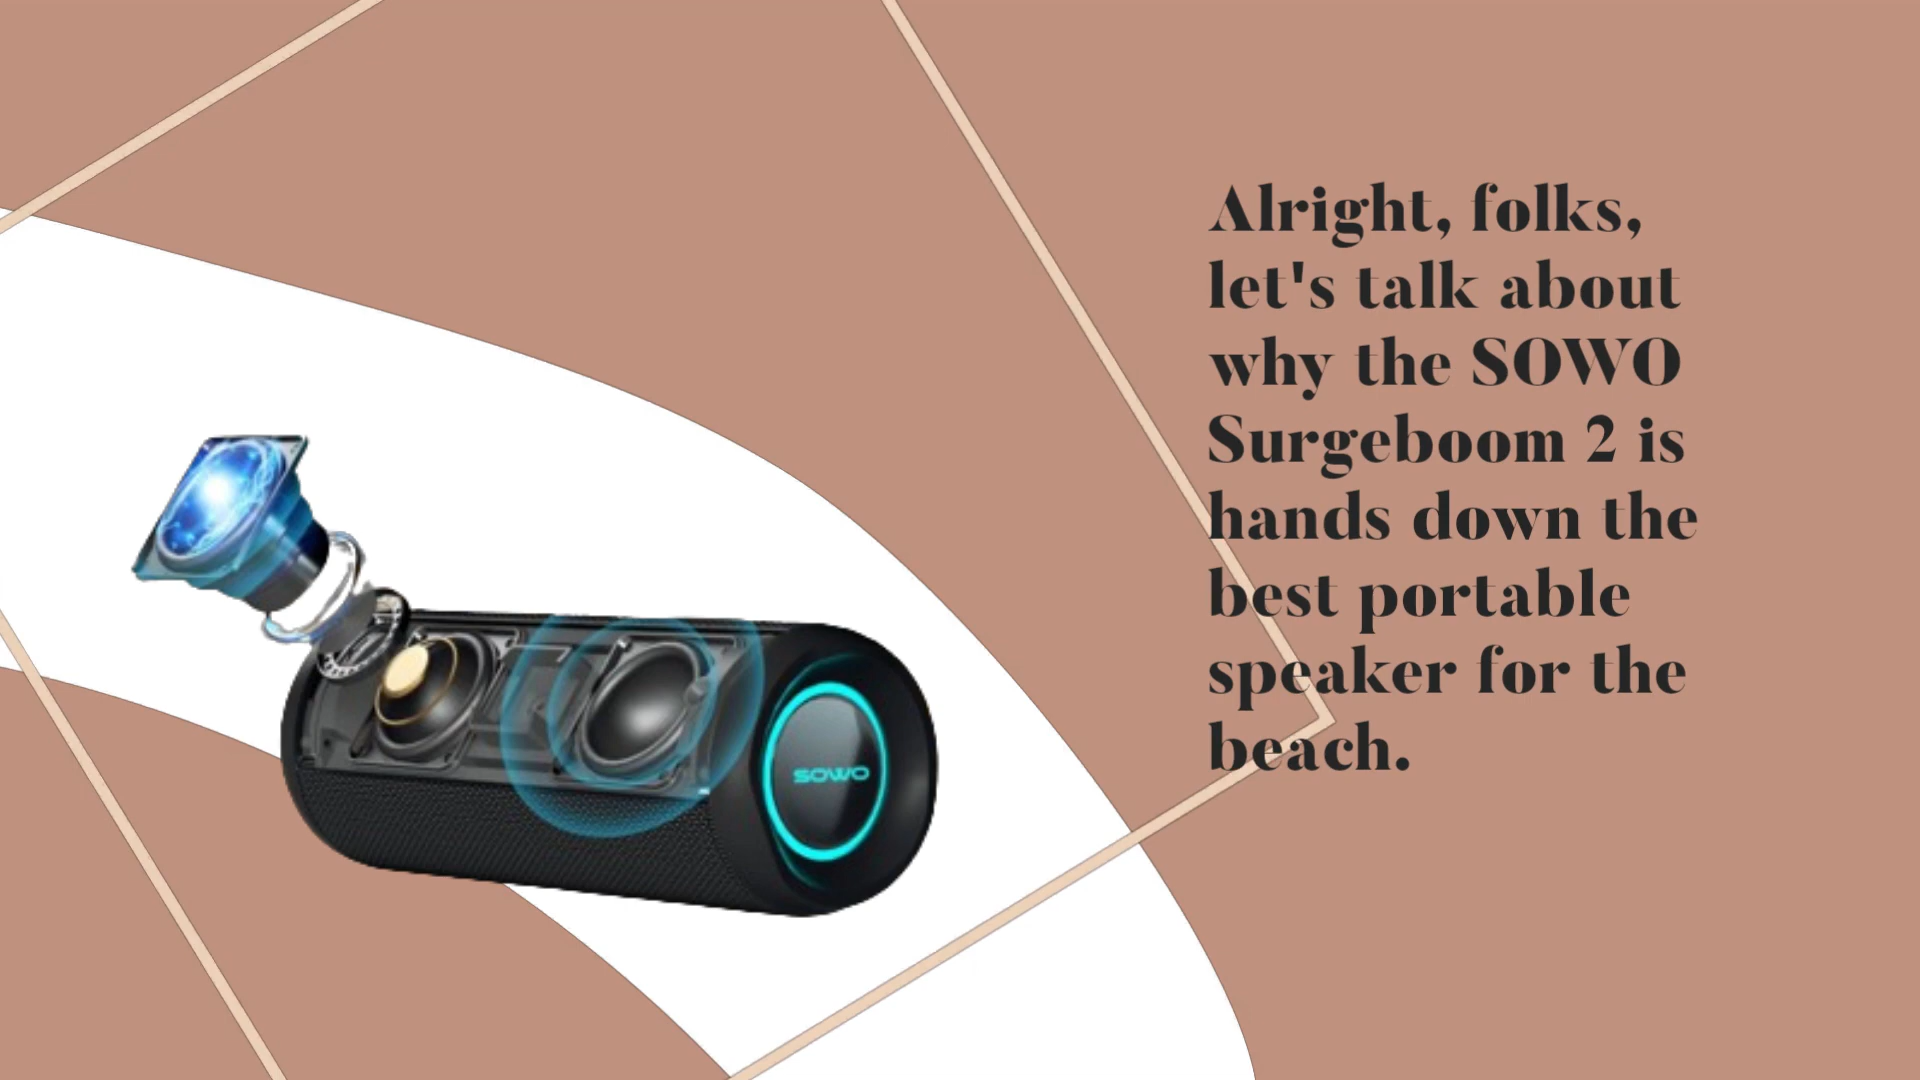 Alright, folks,
let's talk about
why the SOWO
Surgeboom 2 is
hands down the
best portable
speaker for the
beach.
SOWO